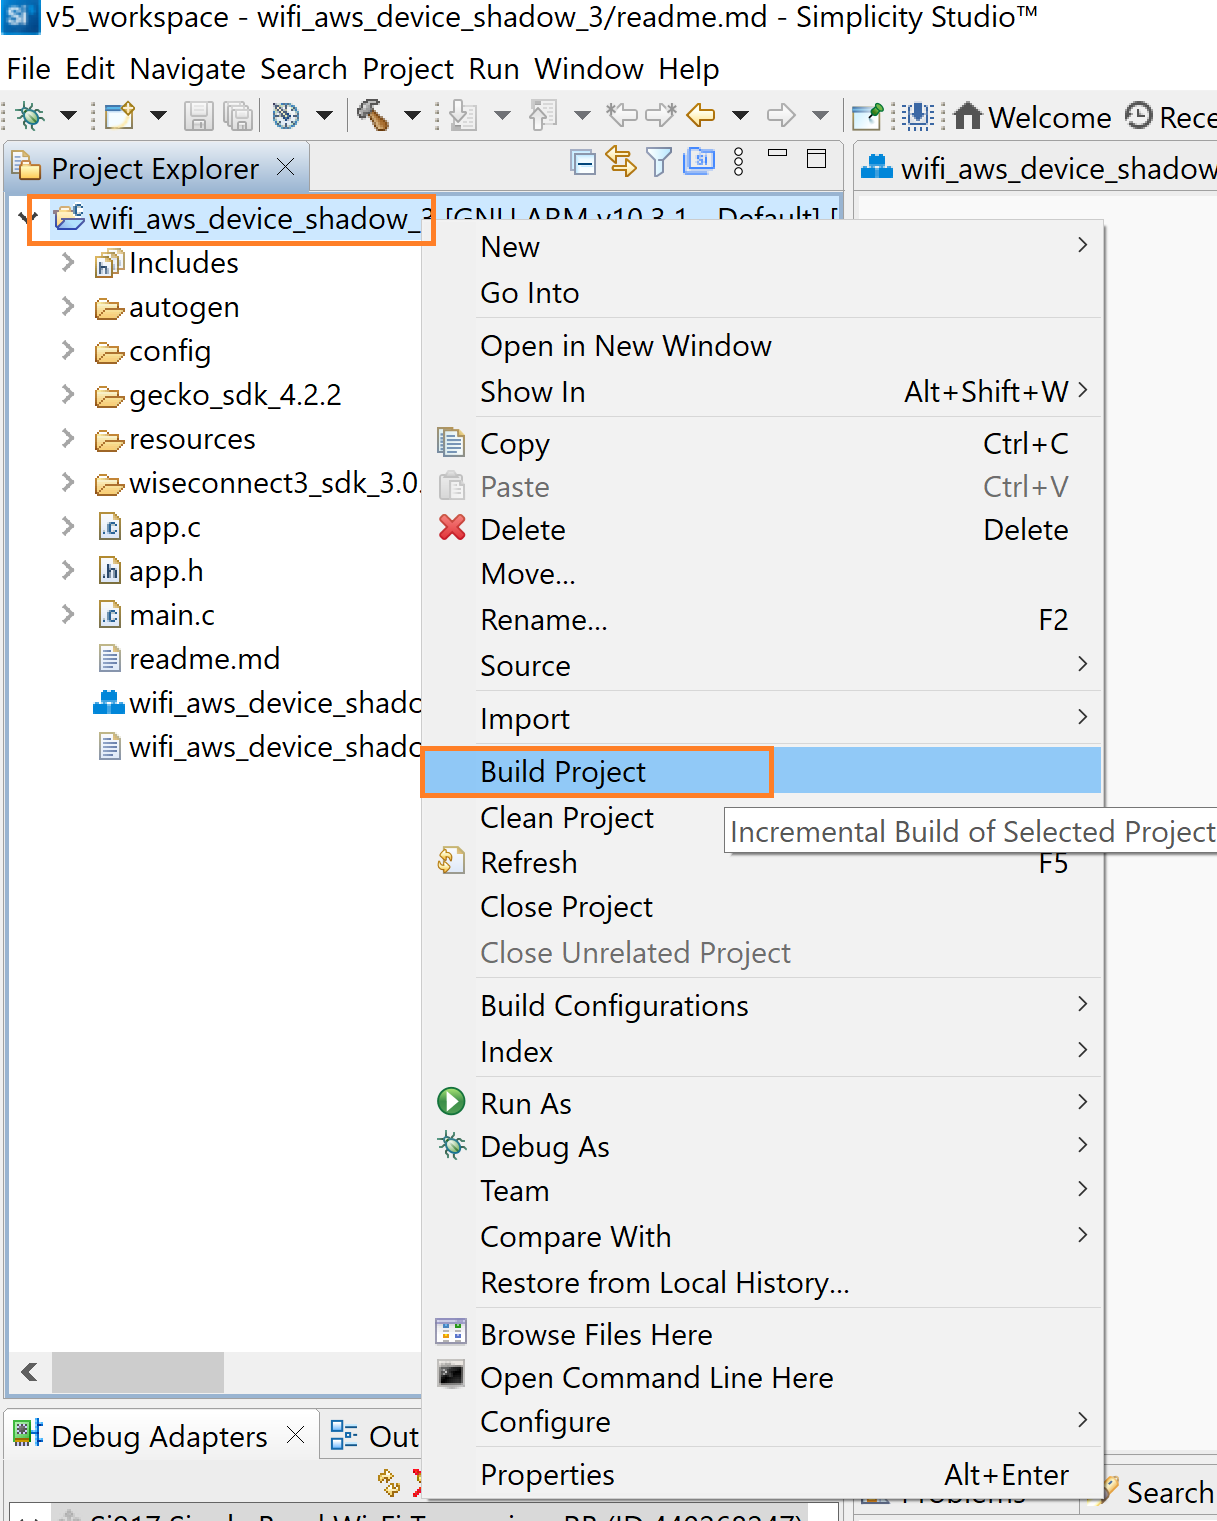 v5_workspace - wifi_aws_device_shadow_3/readme.md - Simplicity Studio™
File Edit Navigate Search Project Run Window Help
Welcome
Project Explorer
wifi_aws_device_shadow
wifi_aws_device_shadow_3 [GNU ARM v10.3.1 - Default] [
Includes
autogen
config
gecko_sdk_4.2.2
resources
wiseconnect3_sdk_3.0.
app.c
app.h
main.c
readme.md
wifi_aws_device_shado
wifi_aws_device_shado
New
Go Into
Open in New Window
Show In Alt+Shift+W
Copy Ctrl+C
Paste Ctrl+V
Delete Delete
Move...
Rename... F2
Source
Import
Build Project
Clean Project
Incremental Build of Selected Project
Refresh F5
Close Project
Close Unrelated Project
Build Configurations
Index
Run As
Debug As
Team
Compare With
Restore from Local History...
Browse Files Here
Open Command Line Here
Configure
Properties Alt+Enter
Debug Adapters
Out
Problems
Search